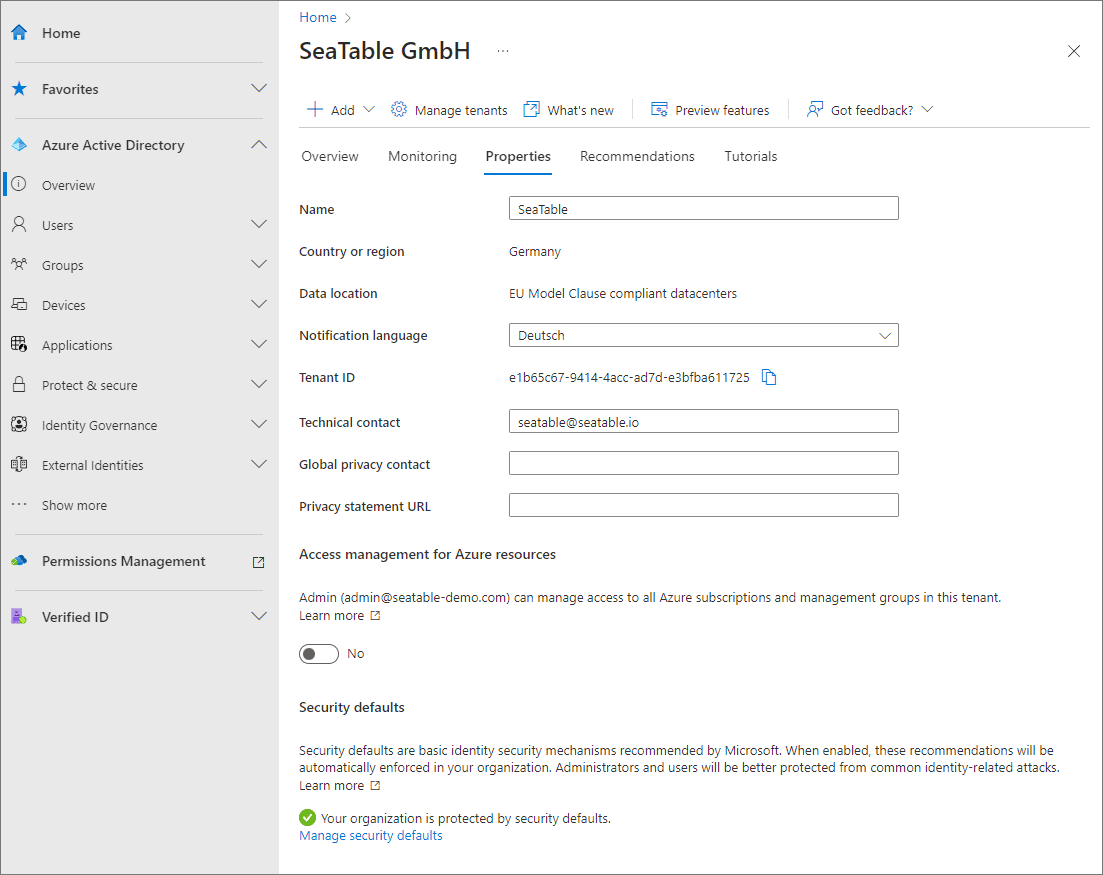 Home
Favorites
Azure Active Directory
Overview
Users
Groups
Devices
Applications
Protect & secure
Identity Governance
External Identities
... Show more
Permissions Management
Verified ID
Home
SeaTable GmbH ...
Add Manage tenants What's new Preview features Got feedback?
Overview Monitoring Properties Recommendations Tutorials
Name SeaTable
Country or region Germany
Data location EU Model Clause compliant datacenters
Notification language Deutsch
Tenant ID e1b65c67-9414-4acc-ad7d-e3bfba611725
Technical contact seatable@seatable.io
Global privacy contact
Privacy statement URL
Access management for Azure resources
Admin (admin@seatable-demo.com) can manage access to all Azure subscriptions and management groups in this tenant.
Learn more
No
Security defaults
Security defaults are basic identity security mechanisms recommended by Microsoft. When enabled, these recommendations will be
automatically enforced in your organization. Administrators and users will be better protected from common identity-related attacks.
Learn more
Your organization is protected by security defaults.
Manage security defaults